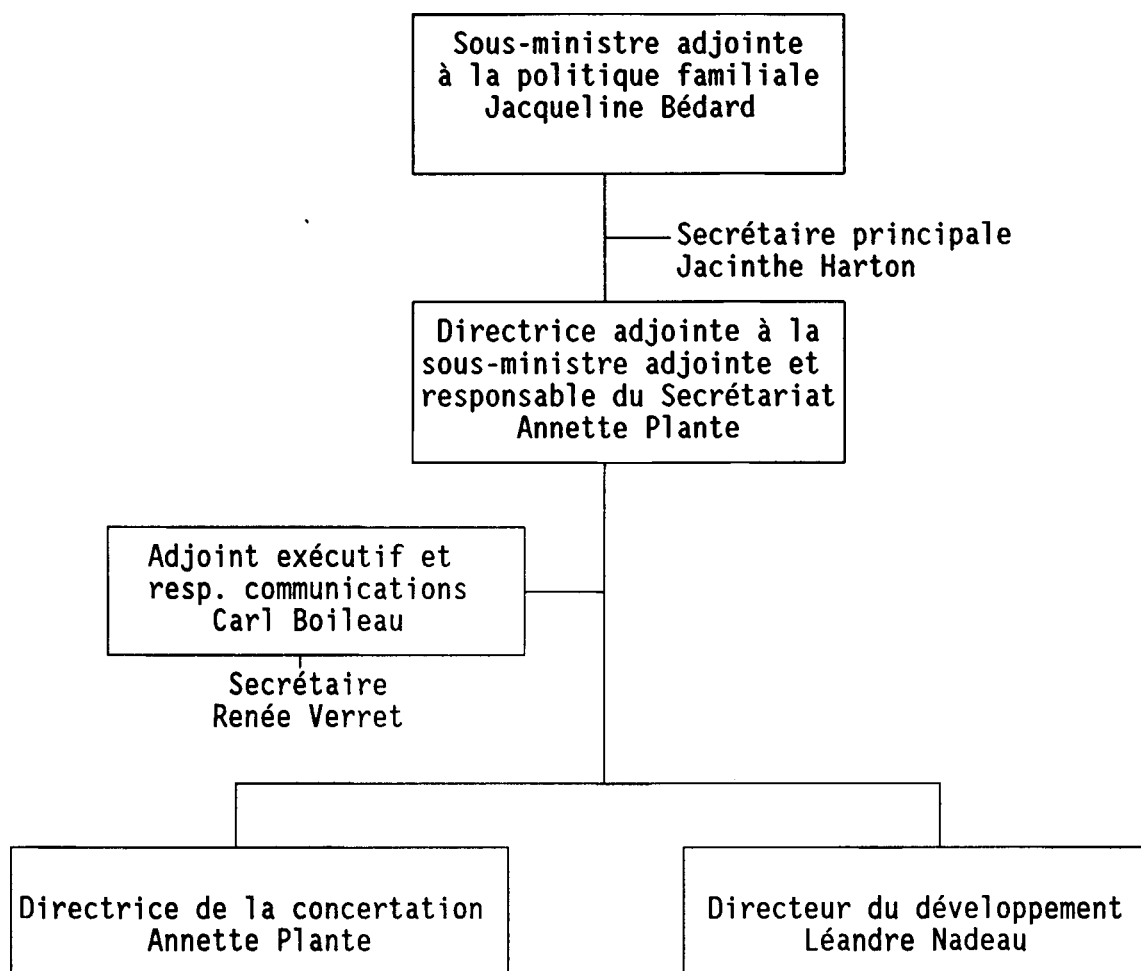 Sous-ministre adjointe
à la politique familiale
Jacqueline Bédard
Secrétaire principale
Jacinthe Harton
Directrice adjointe à la
sous-ministre adjointe et
responsable du Secrétariat
Annette Plante
Adjoint exécutif et
resp. communications
Carl Boileau
Secrétaire
Renée Verret
Directrice de la concertation
Annette Plante
Directeur du développement
Léandre Nadeau